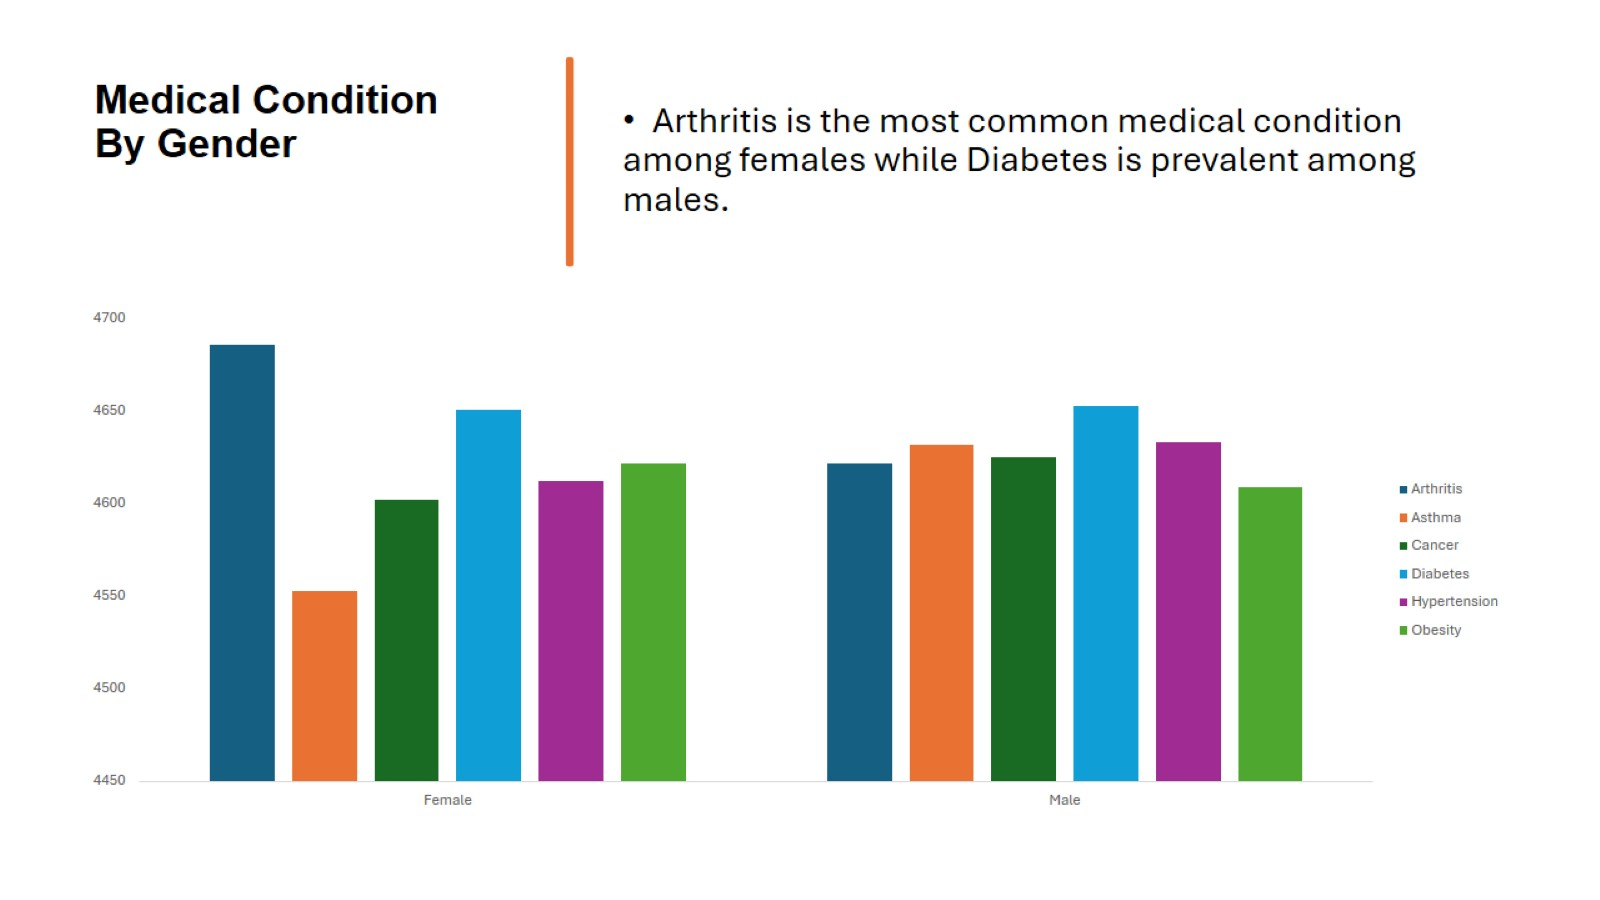 Medical Condition
By Gender
• Arthritis is the most common medical condition
among females while Diabetes is prevalent among
males.
4700
4650
4600
4550
4500
4450
Female
Male
Arthritis
Asthma
Cancer
Diabetes
Hypertension
Obesity